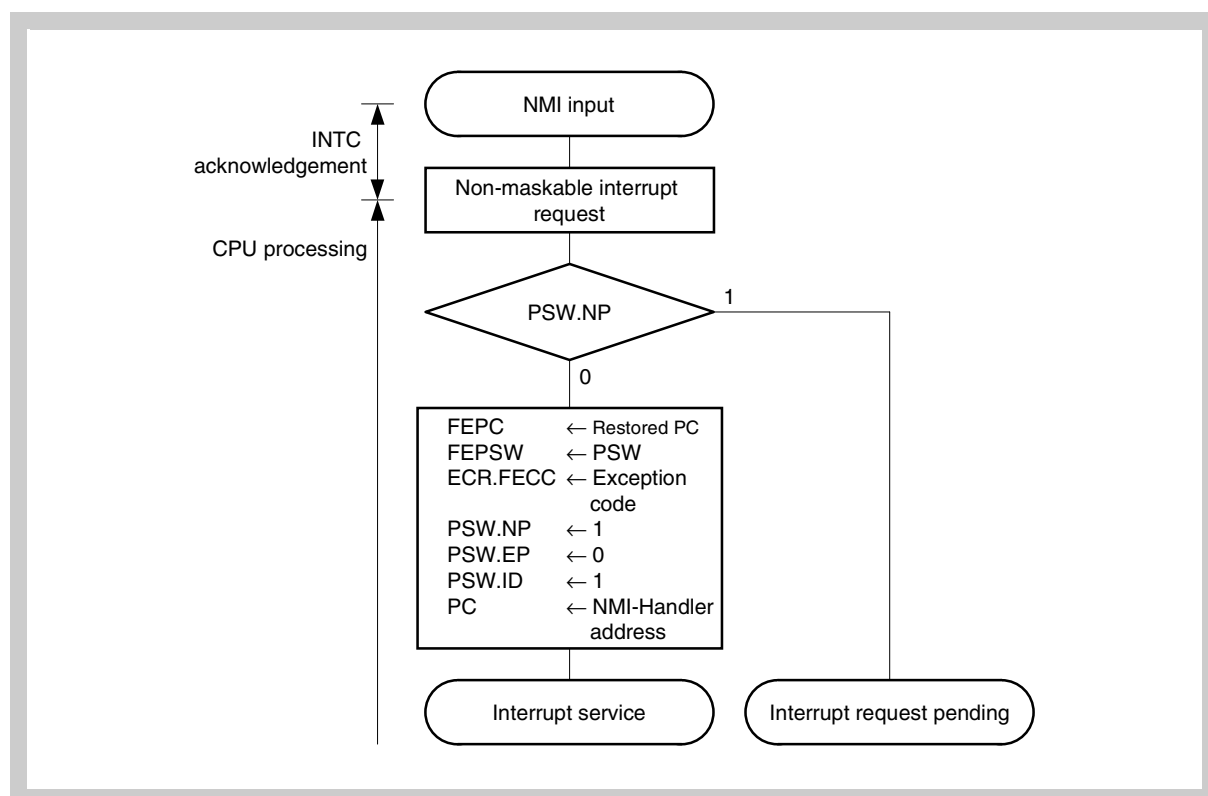 NMI input
INTC
acknowledgement
Non-maskable interrupt
request
CPU processing
PSW.NP
1
0
FEPC ← Restored PC
FEPSW ← PSW
ECR.FECC ← Exception
code
PSW.NP ← 1
PSW.EP ← 0
PSW.ID ← 1
PC ← NMI-Handler
address
Interrupt service
Interrupt request pending